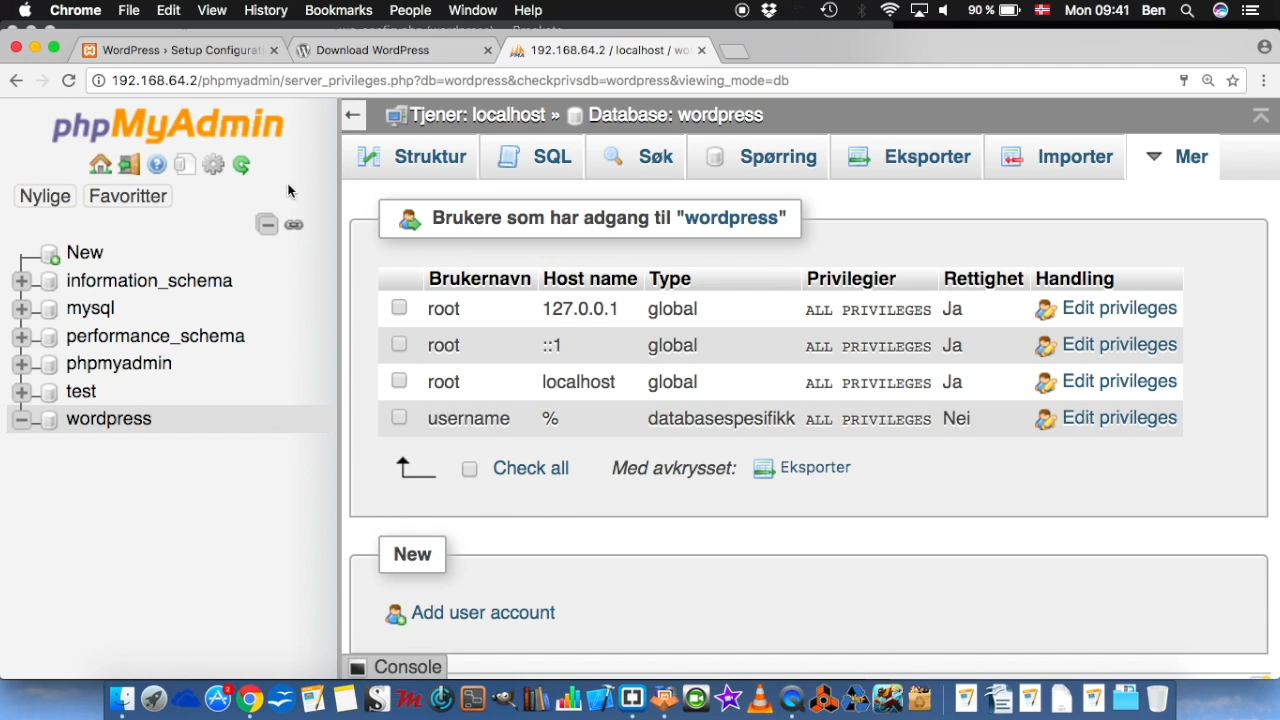 Chrome File Edit View History Bookmarks People Window Help 90 % Mon 09:41 Ben
WordPress › Setup Configurat Download WordPress 192.168.64.2 / localhost / wo
192.168.64.2/phpmyadmin/server_privileges.php?db=wordpress&checkprivsdb=wordpress&viewing_mode=db
phpMyAdmin
Nylige Favoritter
New
information_schema
mysql
performance_schema
phpmyadmin
test
wordpress
Tjener: localhost » Database: wordpress
Struktur SQL Søk Spørring Eksporter Importer Mer
Brukere som har adgang til "wordpress"
Brukernavn Host name Type Privilegier Rettighet Handling
root 127.0.0.1 global ALL PRIVILEGES Ja Edit privileges
root ::1 global ALL PRIVILEGES Ja Edit privileges
root localhost global ALL PRIVILEGES Ja Edit privileges
username % databasespesifikk ALL PRIVILEGES Nei Edit privileges
Check all Med avkrysset: Eksporter
New
Add user account
Console